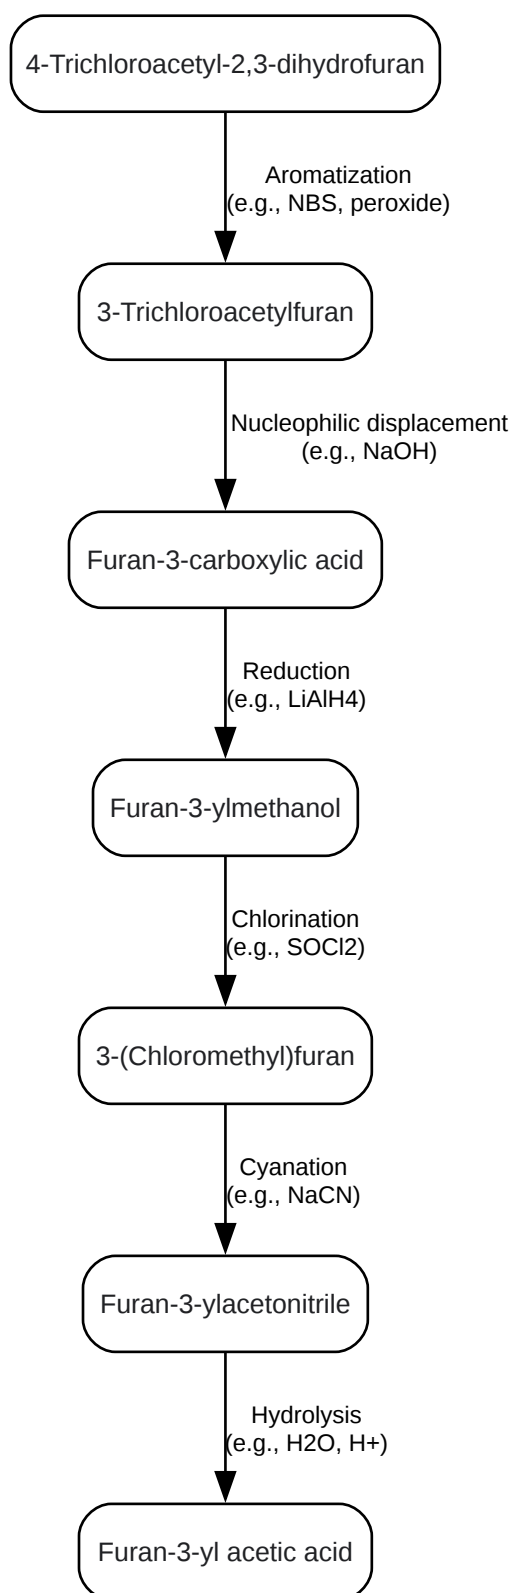 4-Trichloroacetyl-2,3-dihydrofuran
Aromatization
(e.g., NBS, peroxide)
3-Trichloroacetylfuran
Nucleophilic displacement
(e.g., NaOH)
Furan-3-carboxylic acid
Reduction
(e.g., LiAlH4)
Furan-3-ylmethanol
Chlorination
(e.g., SOCl2)
3-(Chloromethyl)furan
Cyanation
(e.g., NaCN)
Furan-3-ylacetonitrile
Hydrolysis
(e.g., H2O, H+)
Furan-3-yl acetic acid